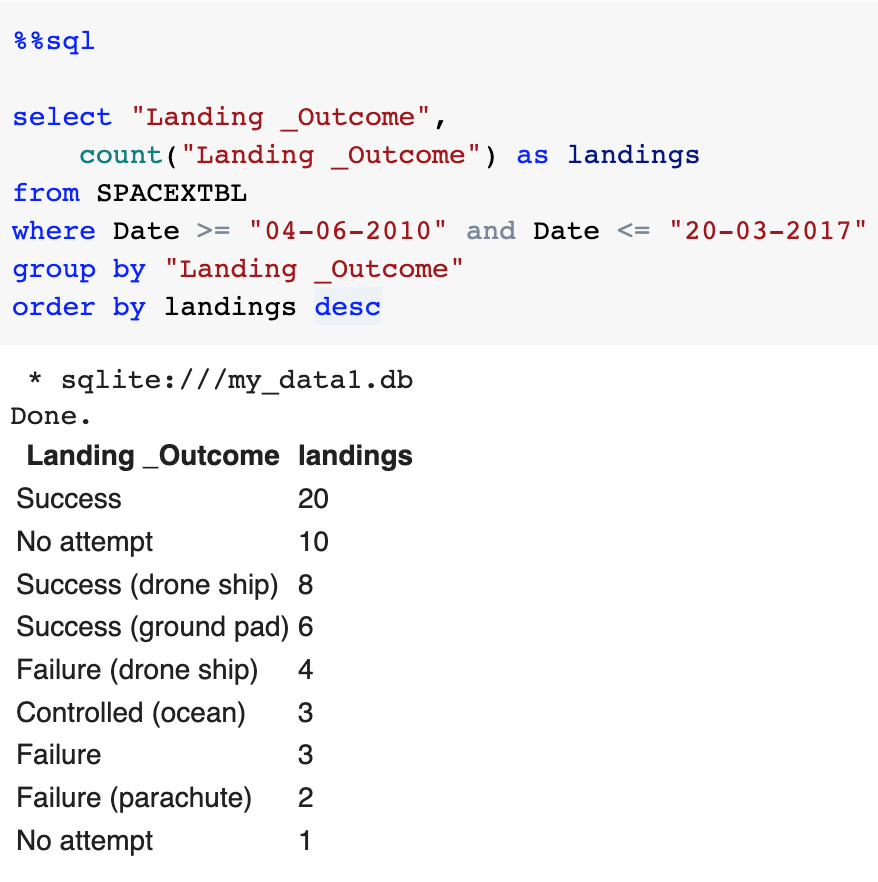 %%sql
select "Landing _Outcome",
count("Landing _Outcome") as landings
from SPACEXTBL
where Date >= "04-06-2010" and Date <= "20-03-2017"
group by "Landing _Outcome"
order by landings desc
* sqlite:///my_data1.db
Done.
Landing _Outcome landings
Success 20
No attempt 10
Success (drone ship) 8
Success (ground pad) 6
Failure (drone ship) 4
Controlled (ocean) 3
Failure 3
Failure (parachute) 2
No attempt 1